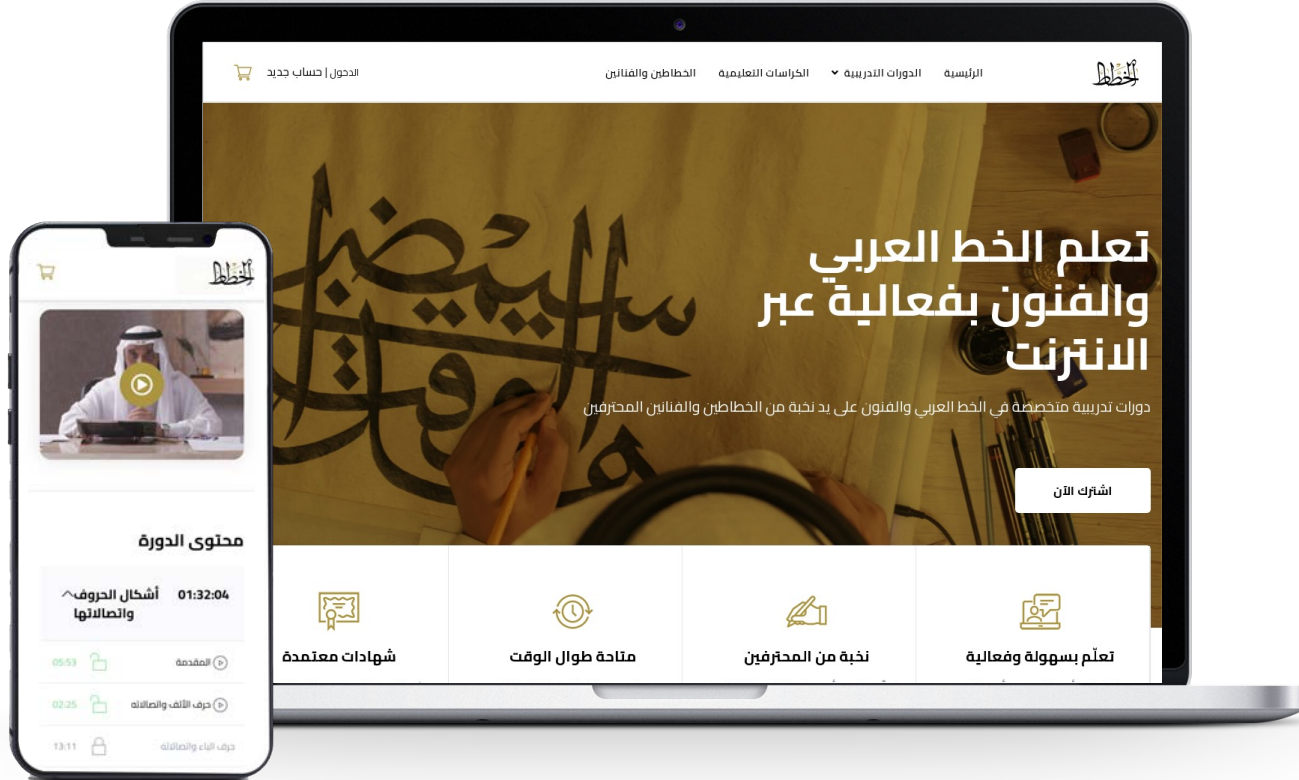 الخطاط
الرئيسية
الدورات التدريبية
الكراسات التعليمية
الخطاطين والفنانين
الدخول | حساب جديد
تعلم الخط العربي
والفنون بفعالية عبر
الانترنت
دورات تدريبية متخصصة في الخط العربي والفنون على يد نخبة من الخطاطين والفنانين المحترفين
اشترك الآن
تعلّم بسهولة وفعالية
نخبة من المحترفين
متاحة طوال الوقت
شهادات معتمدة
الخطاط
محتوى الدورة
01:32:04 أشكال الحروف
واتصالاتها
المقدمة 05:53
حرف الألف واتصالاته 02:25
حرف الباء واتصالاته 13:11